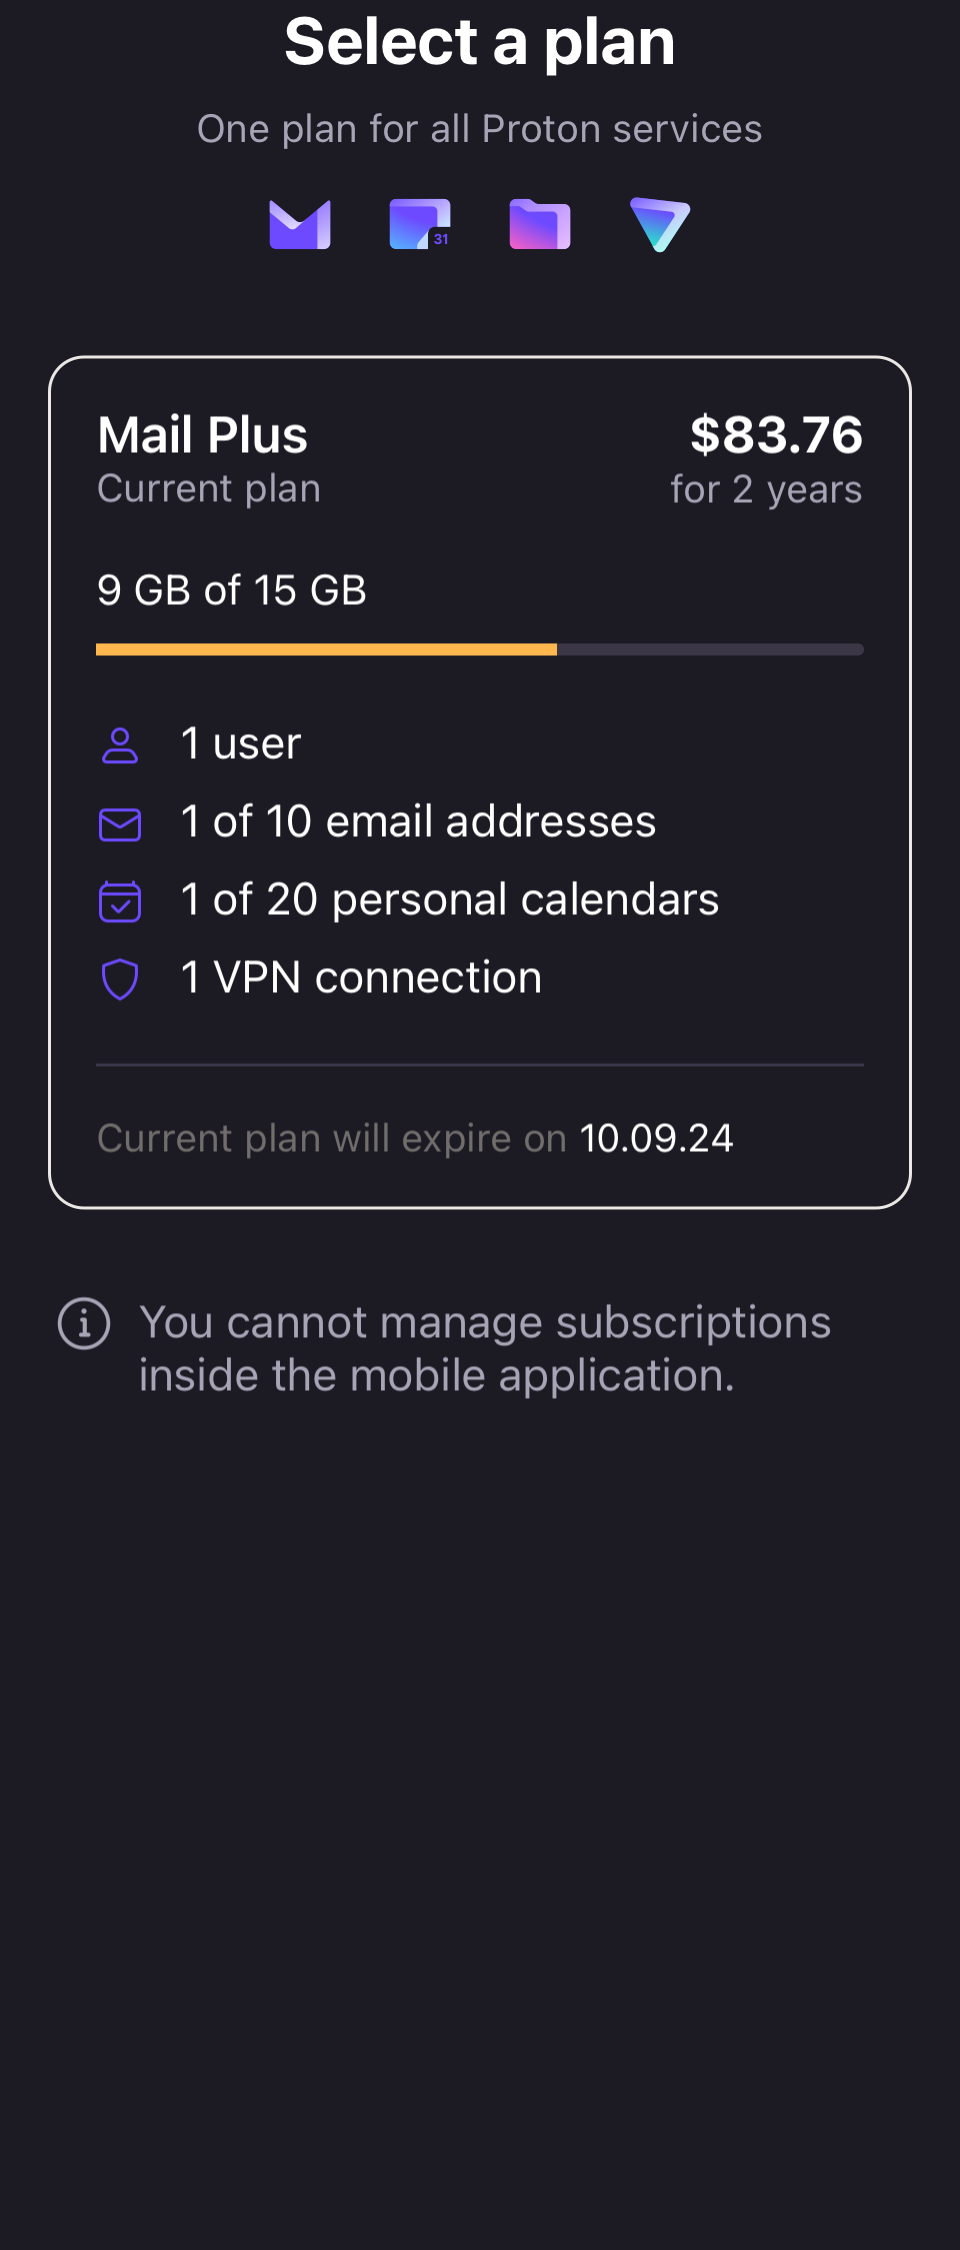 Select a plan
One plan for all Proton services
31
Mail Plus
$83.76
Current plan
for 2 years
9 GB of 15 GB
1 user
1 of 10 email addresses
1 of 20 personal calendars
1 VPN connection
Current plan will expire on 10.09.24
You cannot manage subscriptions
inside the mobile application.